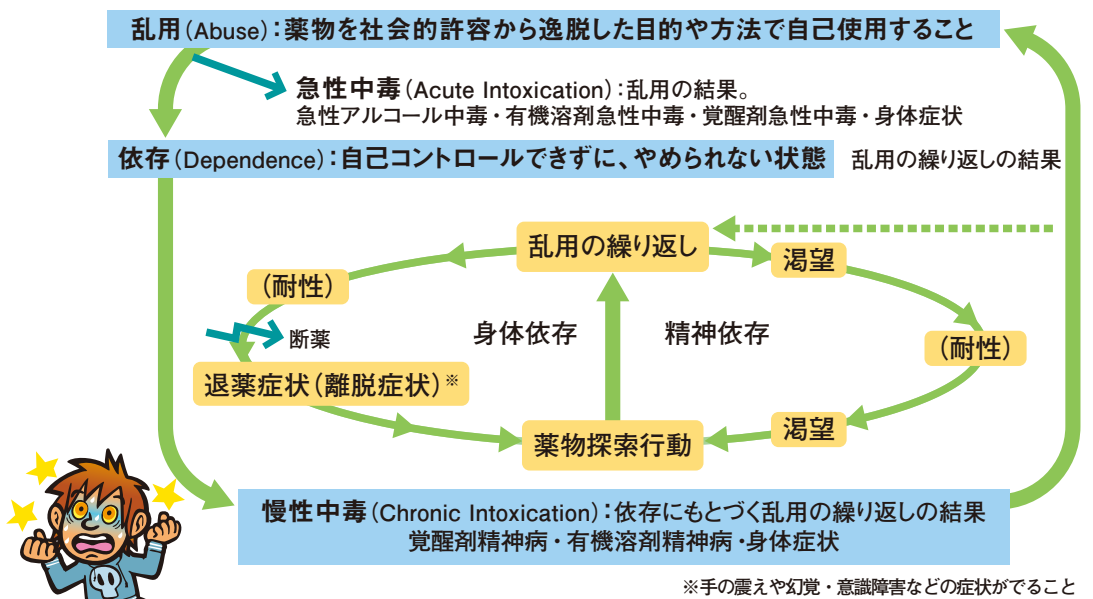 乱用(Abuse):薬物を社会的許容から逸脱した目的や方法で自己使用すること
急性中毒(Acute Intoxication):乱用の結果。
急性アルコール中毒・有機溶剤急性中毒・覚醒剤急性中毒・身体症状
依存(Dependence):自己コントロールできずに、やめられない状態
乱用の繰り返しの結果
乱用の繰り返し
渇望
(耐性)
断薬
身体依存
精神依存
(耐性)
退薬症状(離脱症状)※
渇望
薬物探索行動
慢性中毒(Chronic Intoxication):依存にもとづく乱用の繰り返しの結果
覚醒剤精神病・有機溶剤精神病・身体症状
※手の震えや幻覚・意識障害などの症状がでること